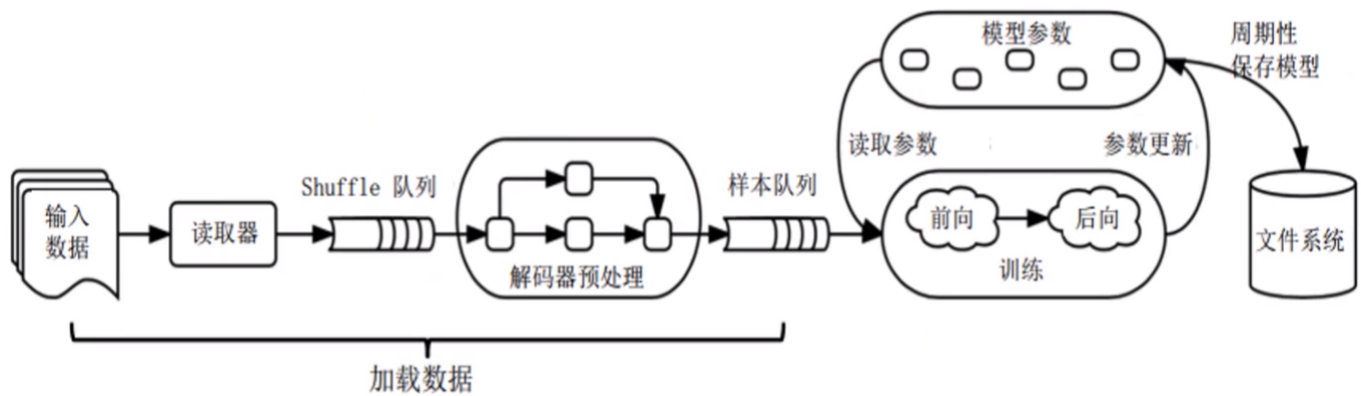 模型参数
周期性
保存模型
读取参数
参数更新
Shuffle 队列
样本队列
输入
数据
读取器
前向
后向
文件系统
解码器预处理
训练
加载数据